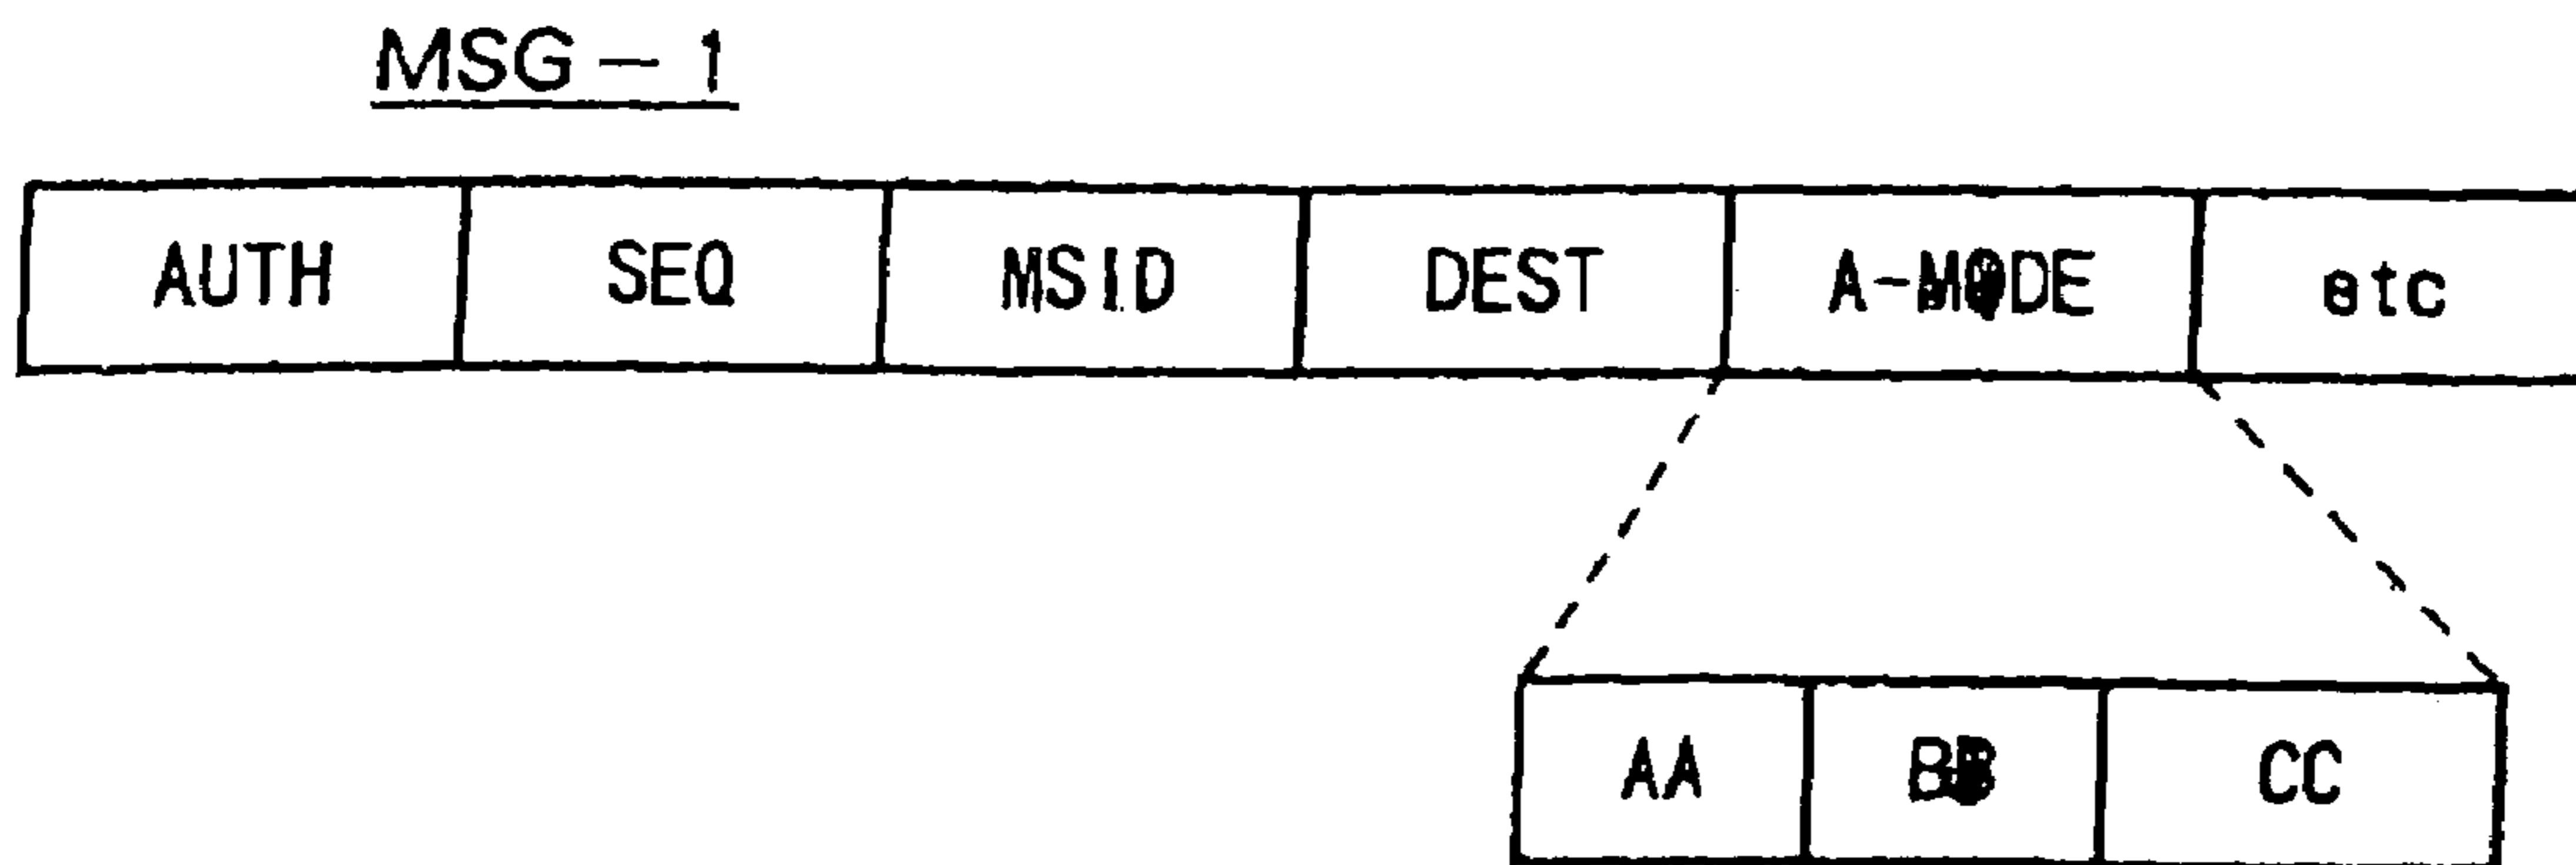 MSG – 1
AUTH SEQ MSID DEST A-MODE etc
AA BB CC